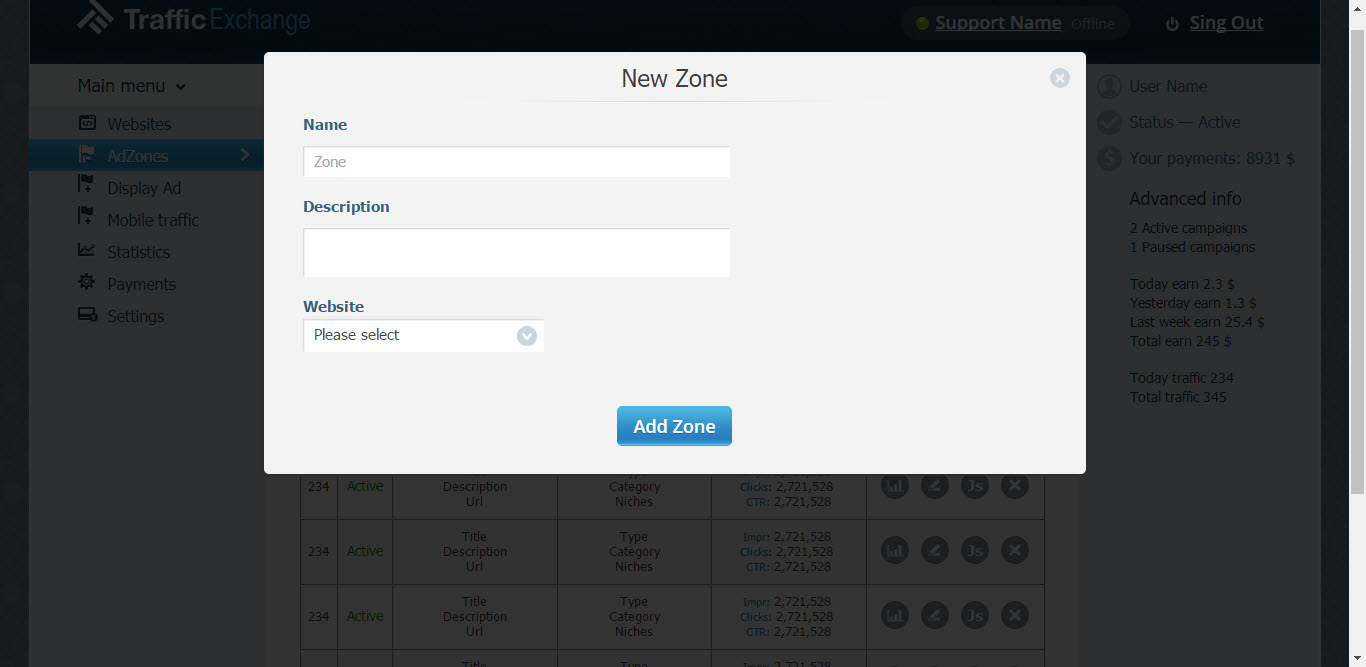 Traffic Exchange
Support Name Offline
Sing Out
Main menu
Websites
AdZones
Display Ad
Mobile traffic
Statistics
Payments
Settings
New Zone
Name
Zone
Description
Website
Please select
Add Zone
User Name
Status — Active
Your payments: 8931 $
Advanced info
2 Active campaigns
1 Paused campaigns
Today earn 2.3 $
Yesterday earn 1.3 $
Last week earn 25.4 $
Total earn 245 $
Today traffic 234
Total traffic 345
234 Active Description Category Clicks: 2,721,528 Js
Url Niches CTR: 2,721,528
Title Type Impr: 2,721,528
234 Active Description Category Clicks: 2,721,528 Js
Url Niches CTR: 2,721,528
Title Type Impr: 2,721,528
234 Active Description Category Clicks: 2,721,528 Js
Url Niches CTR: 2,721,528
Title Type Impr: 2,721,528